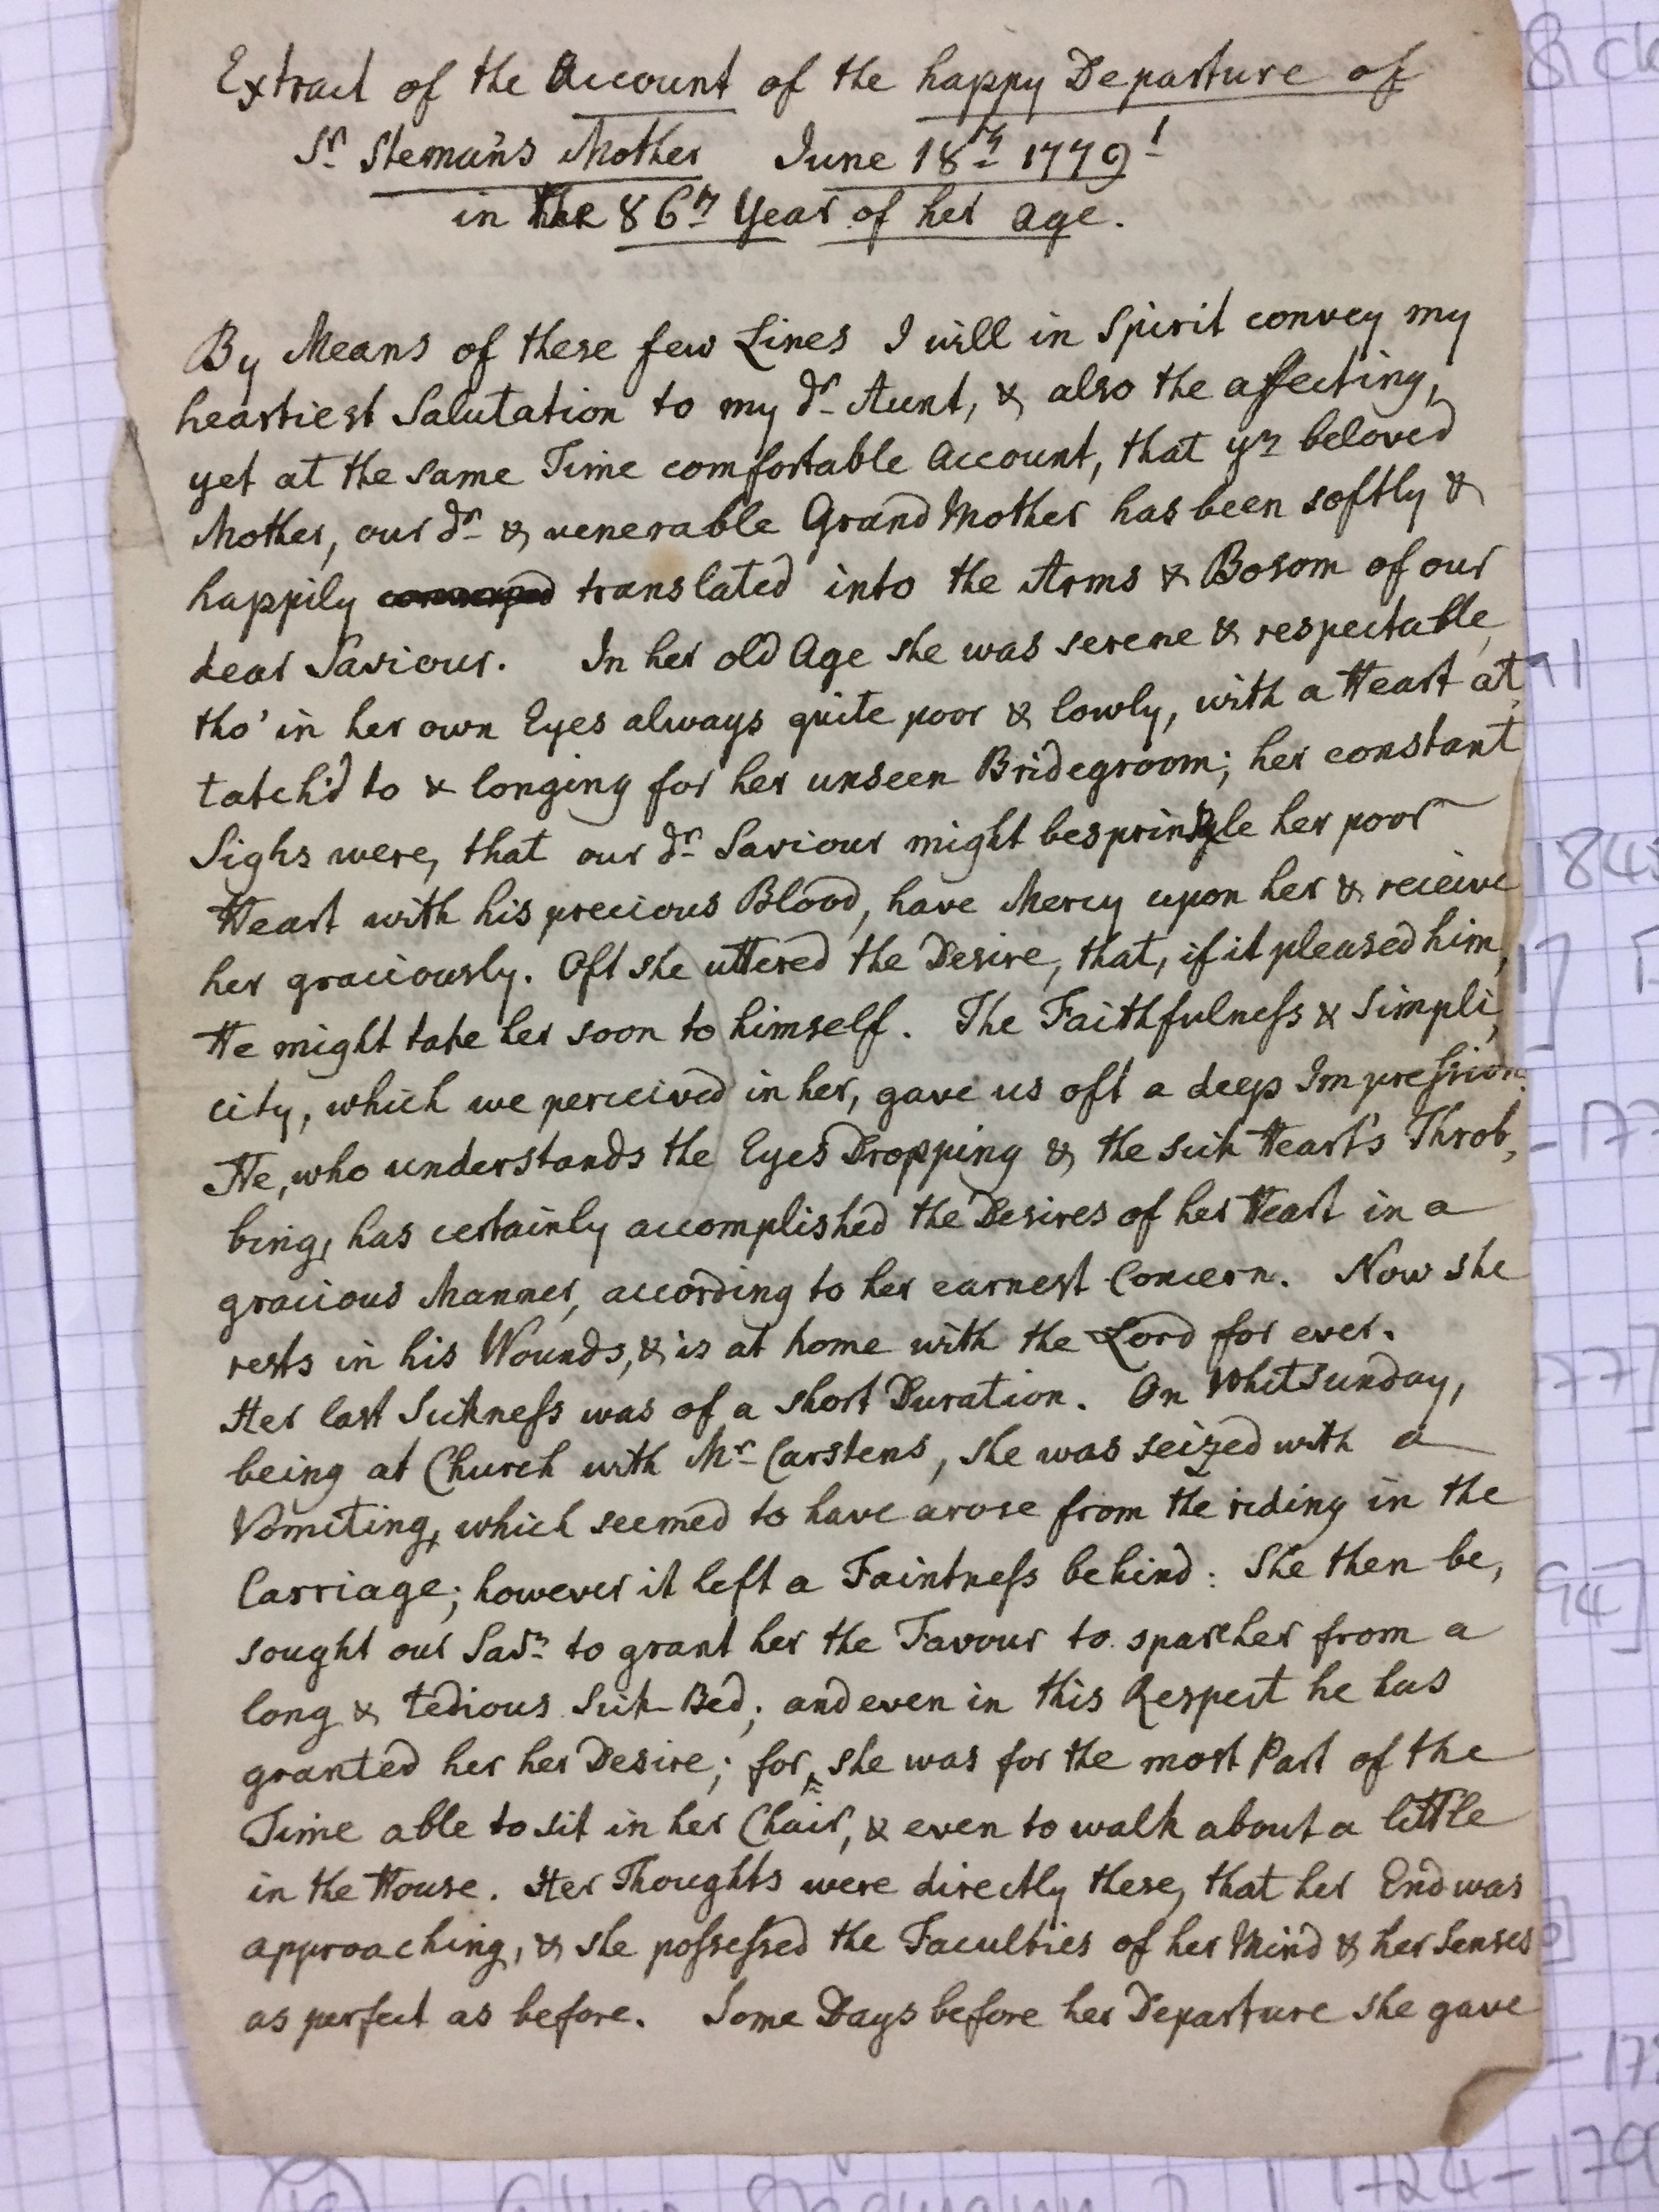 Extract of the Account of the happy Departure of
Sr. Steman's Mother June 18th 1779
in the 86th Year of her age.
By Means of these few Lines I will in Spirit convey my
heartiest Salutation to my dr. Aunt, & also the affecting,
yet at the same Time comfortable Account, that yr. beloved
Mother, our dr. & venerable GrandMother has been softly &
happily translated into the Arms & Bosom of our
dear Saviour. In her old Age she was serene & respectable,
tho' in her own Eyes always quite poor & lowly, with a Heart at,
tatch'd to & longing for her unseen Bridegroom; her constant
Sighs were, that our dr. Saviour might besprinkle her poor
Heart with his precious Blood, have Mercy upon her & receive
her graciously. Oft she uttered the Desire, that, if it pleased him,
He might take her soon to himself. The Faithfulneſs & Simpli,
city, which we perceived in her, gave us oft a deep Impreſsion.
He, who understands the Eyes Dropping & the sick Heart's Throb,
bing, has certainly accomplished the Desires of her Heart in a
gracious Manner, according to her earnest Concern. Now she
rests in his Wounds, & is at home with the Lord for ever.
Her last Sickneſs was of a short Duration. On WhitSunday,
being at Church with Mr. Carstens, she was seized with a
Vomiting, which seemed to have arose from the riding in the
Carriage; however it left a Faintneſs behind: She then be,
sought our Savr. to grant her the Favour to spare her from a
long & tedious Sick-Bed; and even in this Respect he has
granted her her Desire; for, she was for the most Part of the
Time able to sit in her Chair, & even to walk about a little
in the House. Her Thoughts were directly these, that her End was
approaching, & she poſseſsed the Faculties of her Mind & her Senses
as perfect as before. Some Days before her Departure she gave
91
184
17
-177
177]
94]
-17
1724-179